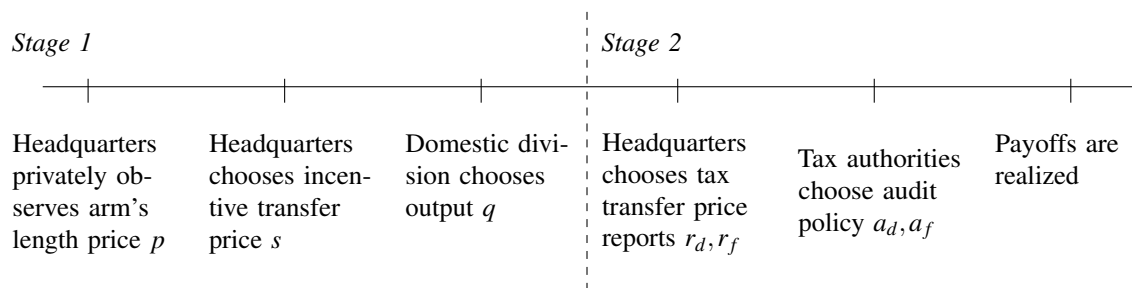 Stage 1
Stage 2
Headquarters
privately ob-
serves arm's
length price p
Headquarters
chooses incen-
tive transfer
price s
Domestic divi-
sion chooses
output q
Headquarters
chooses tax
transfer price
reports r_d, r_f
Tax authorities
choose audit
policy a_d, a_f
Payoffs are
realized